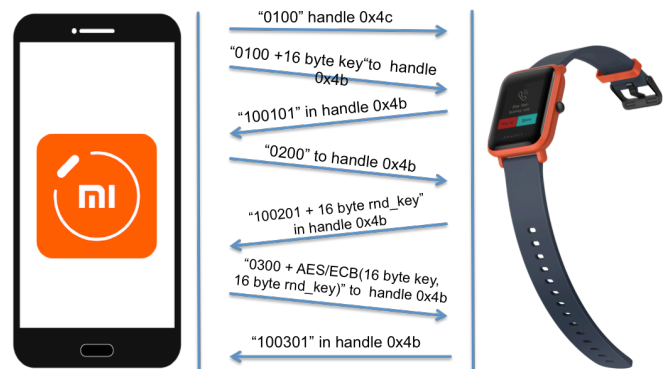 “0100” handle 0x4c
“0100 +16 byte key“to handle
0x4b
“100101” in handle 0x4b
“0200” to handle 0x4b
“100201 + 16 byte rnd_key”
in handle 0x4b
“0300 + AES/ECB(16 byte key,
16 byte rnd_key)” to handle 0x4b
“100301” in handle 0x4b
mi